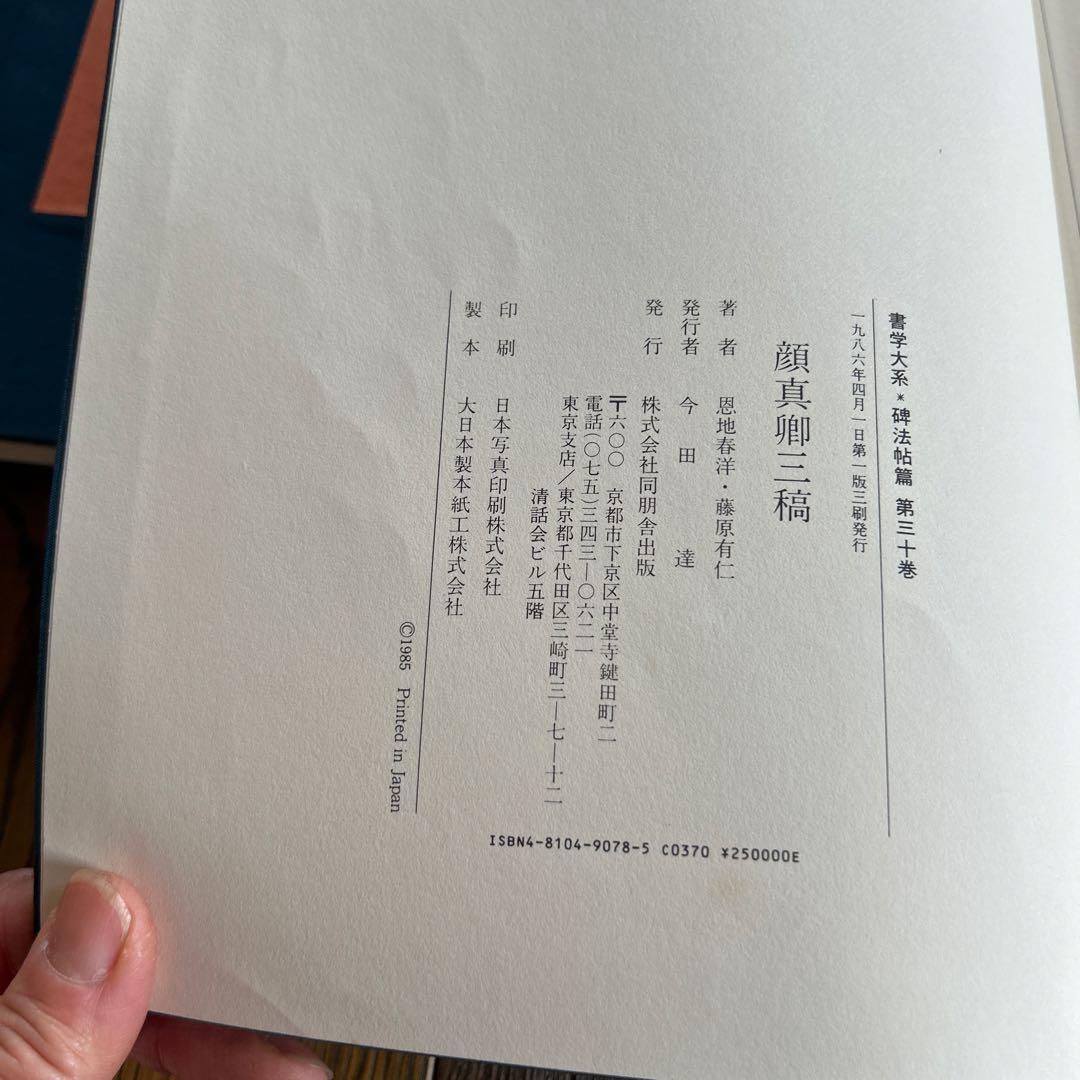 書学大系*碑法帖篇 第三十巻
一九八六年四月一日第一版三刷発行
顔真卿三稿
著者 恩地春洋・藤原有仁
発行者 今田達
発行 株式会社同朋舎出版
〒六〇〇 京都市下京区中堂寺鍵田町二
電話(〇七五)三四三―〇六二一
東京支店/東京都千代田区三崎町三―七―十二
清話会ビル五階
印刷 日本写真印刷株式会社
製本 大日本製本紙工株式会社
©1985 Printed in Japan
ISBN4-8104-9078-5 C0370 ¥250000E